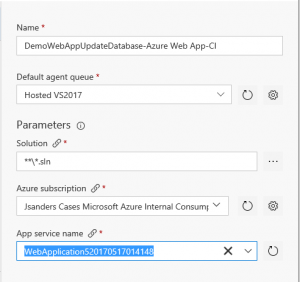 Name *
DemoWebAppUpdateDatabase-Azure Web App-CI
Default agent queue *
Hosted VS2017
Parameters
Solution *
**\*.sln
Azure subscription *
Jsanders Cases Microsoft Azure Internal Consump
App service name *
WebApplication520170517014148